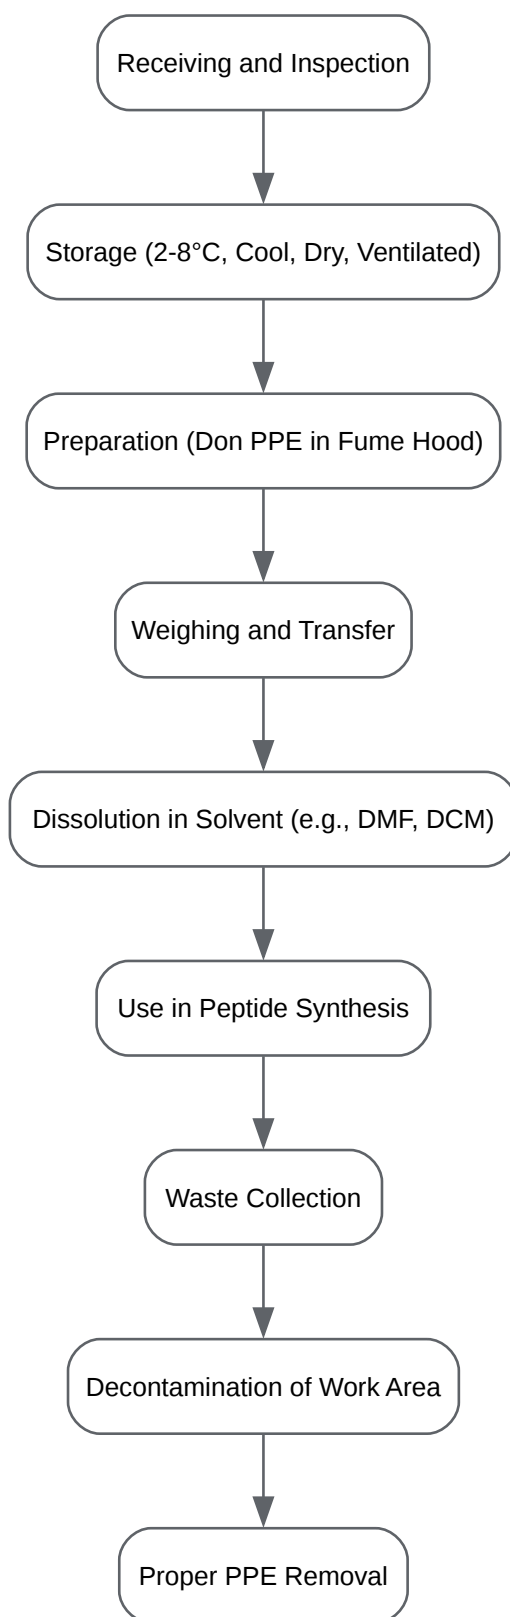 Receiving and Inspection
Storage (2-8°C, Cool, Dry, Ventilated)
Preparation (Don PPE in Fume Hood)
Weighing and Transfer
Dissolution in Solvent (e.g., DMF, DCM)
Use in Peptide Synthesis
Waste Collection
Decontamination of Work Area
Proper PPE Removal